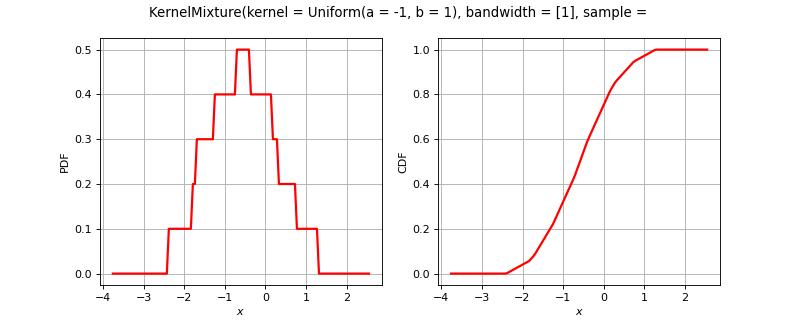 KernelMixture(kernel = Uniform(a = -1, b = 1), bandwidth = [1], sample =
0.5
0.4
0.3
0.2
0.1
0.0
PDF
−4 −3 −2 −1 0 1 2
x
1.0
0.8
0.6
0.4
0.2
0.0
CDF
−4 −3 −2 −1 0 1 2
x